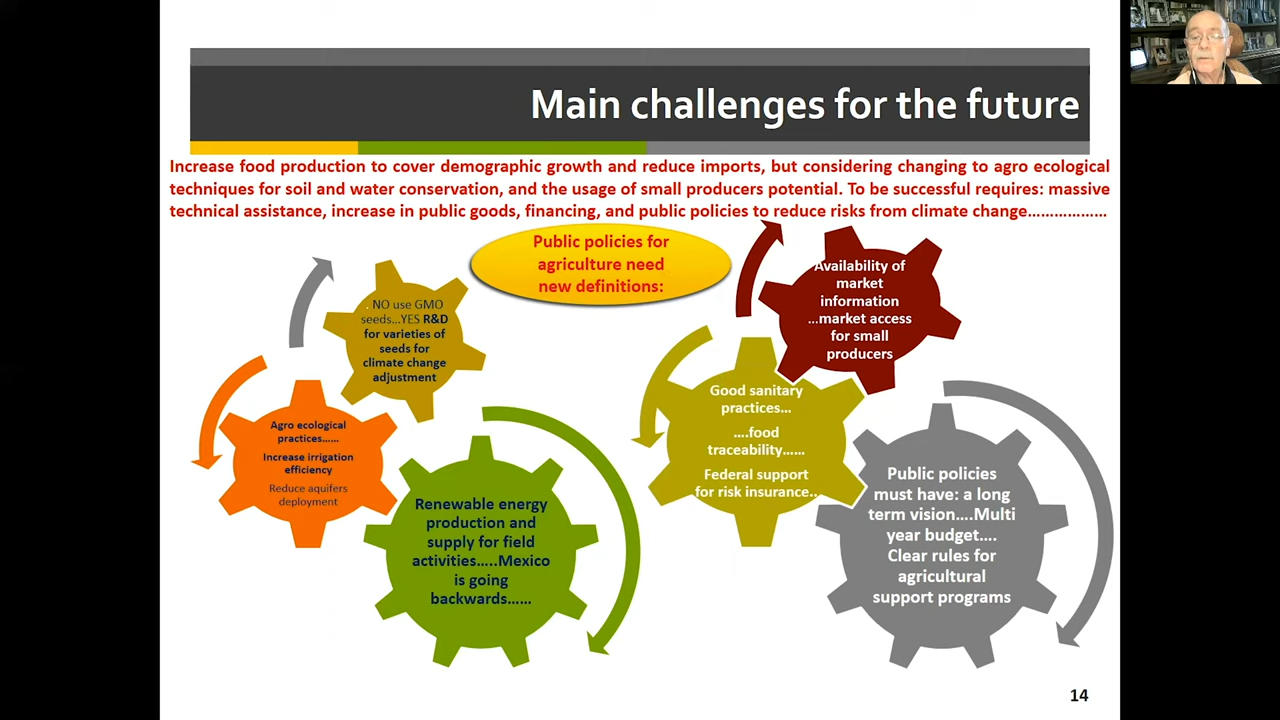 Main challenges for the future
Increase food production to cover demographic growth and reduce imports, but considering changing to agro ecological
techniques for soil and water conservation, and the usage of small producers potential. To be successful requires: massive
technical assistance, increase in public goods, financing, and public policies to reduce risks from climate change………………
Public policies for
agriculture need
new definitions:
. NO use GMO
seeds…YES R&D
for varieties of
seeds for
climate change
adjustment
Agro ecological
practices……
Increase irrigation
efficiency
Reduce aquifers
deployment
Renewable energy
production and
supply for field
activities…..Mexico
is going
backwards……
Availability of
market
information
…market access
for small
producers
Good sanitary
practices…
….food
traceability……
Federal support
for risk insurance..
Public policies
must have: a long
term vision….Multi
year budget….
Clear rules for
agricultural
support programs
14